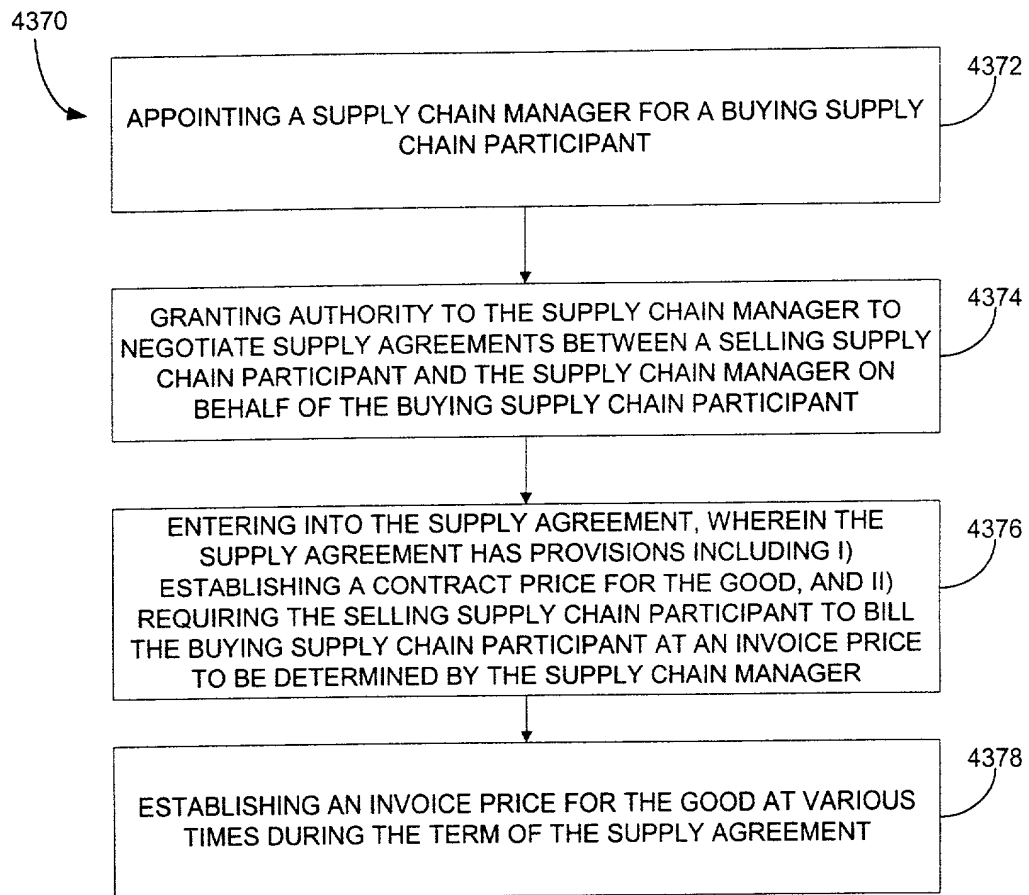 4370
4372
APPOINTING A SUPPLY CHAIN MANAGER FOR A BUYING SUPPLY
CHAIN PARTICIPANT
4374
GRANTING AUTHORITY TO THE SUPPLY CHAIN MANAGER TO
NEGOTIATE SUPPLY AGREEMENTS BETWEEN A SELLING SUPPLY
CHAIN PARTICIPANT AND THE SUPPLY CHAIN MANAGER ON
BEHALF OF THE BUYING SUPPLY CHAIN PARTICIPANT
4376
ENTERING INTO THE SUPPLY AGREEMENT, WHEREIN THE
SUPPLY AGREEMENT HAS PROVISIONS INCLUDING I)
ESTABLISHING A CONTRACT PRICE FOR THE GOOD, AND II)
REQUIRING THE SELLING SUPPLY CHAIN PARTICIPANT TO BILL
THE BUYING SUPPLY CHAIN PARTICIPANT AT AN INVOICE PRICE
TO BE DETERMINED BY THE SUPPLY CHAIN MANAGER
4378
ESTABLISHING AN INVOICE PRICE FOR THE GOOD AT VARIOUS
TIMES DURING THE TERM OF THE SUPPLY AGREEMENT